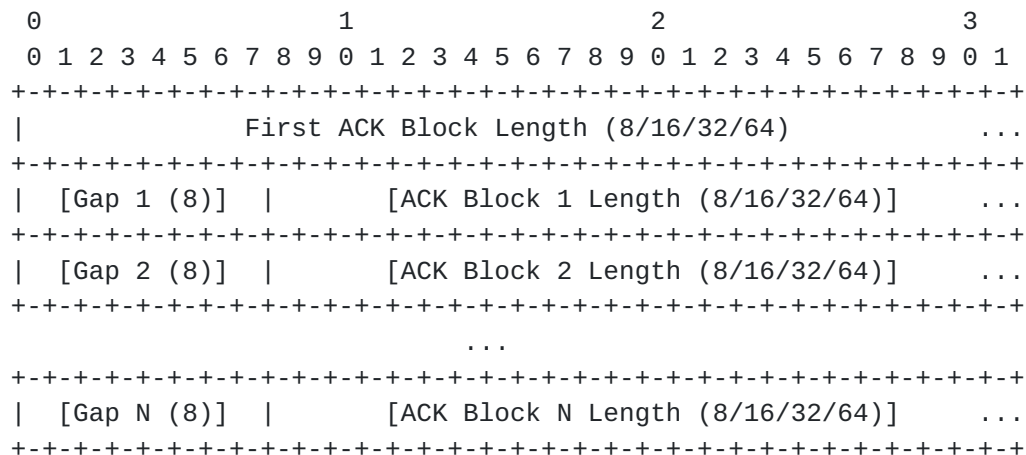 0                   1                   2                   3
 0 1 2 3 4 5 6 7 8 9 0 1 2 3 4 5 6 7 8 9 0 1 2 3 4 5 6 7 8 9 0 1
+-+-+-+-+-+-+-+-+-+-+-+-+-+-+-+-+-+-+-+-+-+-+-+-+-+-+-+-+-+-+-+-+
|              First ACK Block Length (8/16/32/64)            ...
+-+-+-+-+-+-+-+-+-+-+-+-+-+-+-+-+-+-+-+-+-+-+-+-+-+-+-+-+-+-+-+-+
|  [Gap 1 (8)]  |       [ACK Block 1 Length (8/16/32/64)]     ...
+-+-+-+-+-+-+-+-+-+-+-+-+-+-+-+-+-+-+-+-+-+-+-+-+-+-+-+-+-+-+-+-+
|  [Gap 2 (8)]  |       [ACK Block 2 Length (8/16/32/64)]     ...
+-+-+-+-+-+-+-+-+-+-+-+-+-+-+-+-+-+-+-+-+-+-+-+-+-+-+-+-+-+-+-+-+
                             ...
+-+-+-+-+-+-+-+-+-+-+-+-+-+-+-+-+-+-+-+-+-+-+-+-+-+-+-+-+-+-+-+-+
|  [Gap N (8)]  |       [ACK Block N Length (8/16/32/64)]     ...
+-+-+-+-+-+-+-+-+-+-+-+-+-+-+-+-+-+-+-+-+-+-+-+-+-+-+-+-+-+-+-+-+